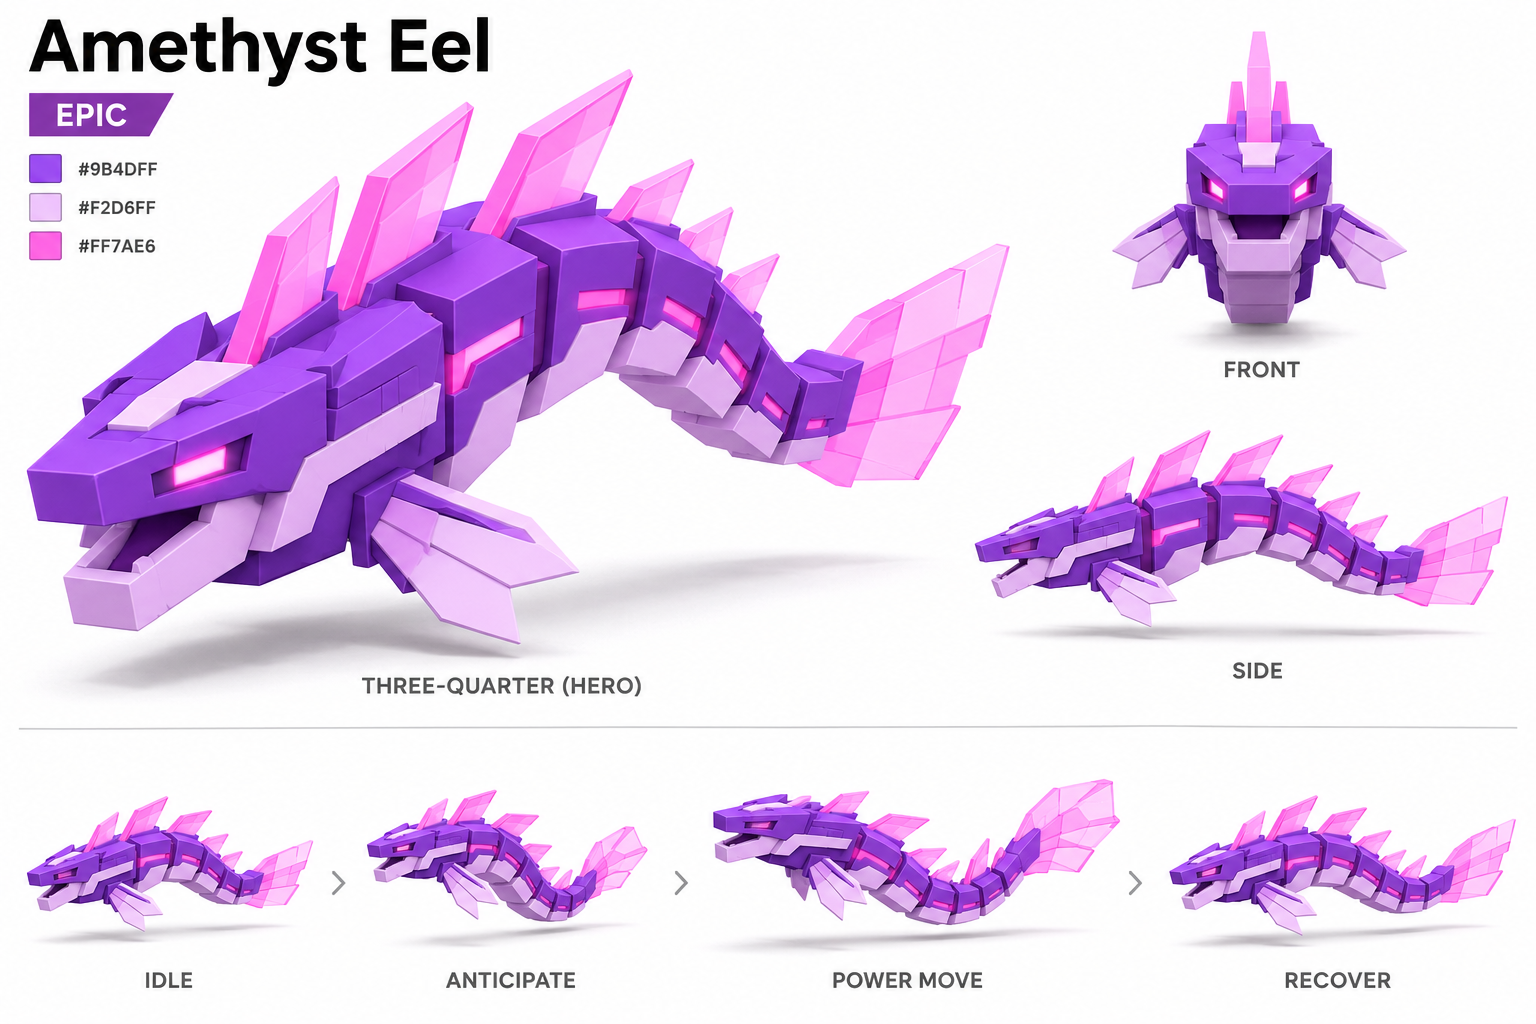 Amethyst Eel
EPIC
#9B4DFF
#F2D6FF
#FF7AE6
THREE-QUARTER (HERO)
FRONT
SIDE
IDLE
ANTICIPATE
POWER MOVE
RECOVER